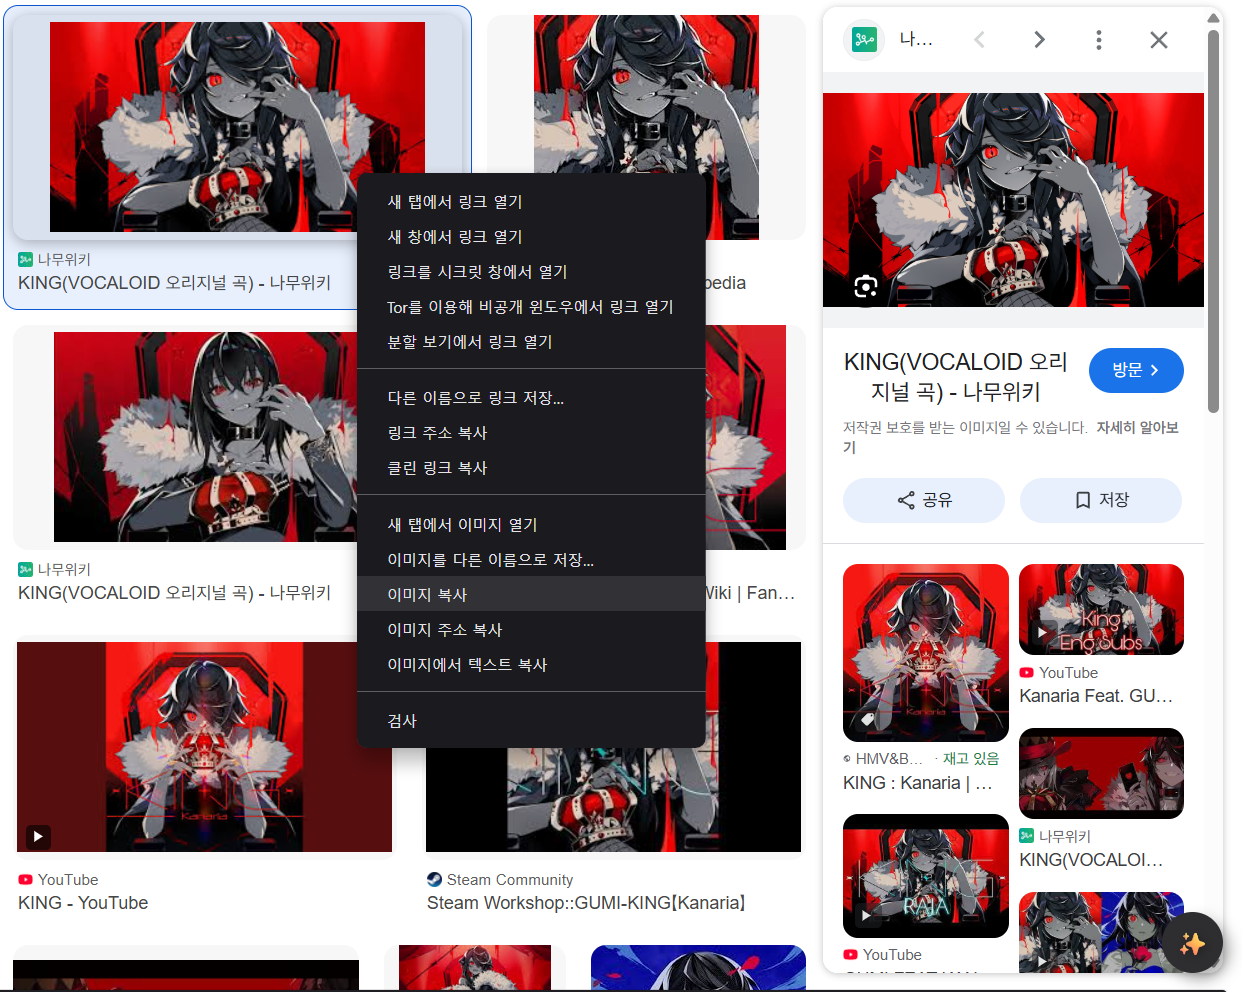 나무위키
KING(VOCALOID 오리지널 곡) - 나무위키
pedia
나무위키
KING(VOCALOID 오리지널 곡) - 나무위키
Wiki | Fan...
YouTube
KING - YouTube
Kanaria
Steam Community
Steam Workshop::GUMI-KING【Kanaria】
새 탭에서 링크 열기
새 창에서 링크 열기
링크를 시크릿 창에서 열기
Tor를 이용해 비공개 윈도우에서 링크 열기
분할 보기에서 링크 열기
다른 이름으로 링크 저장...
링크 주소 복사
클린 링크 복사
새 탭에서 이미지 열기
이미지를 다른 이름으로 저장...
이미지 복사
이미지 주소 복사
이미지에서 텍스트 복사
검사
나...
KING(VOCALOID 오리
지널 곡) - 나무위키
방문
저작권 보호를 받는 이미지일 수 있습니다. 자세히 알아보
기
공유
저장
Kanaria
HMV&B... · 재고 있음
KING : Kanaria | ...
King
Eng Subs
YouTube
Kanaria Feat. GU...
나무위키
KING(VOCALOI...
RAJA
YouTube